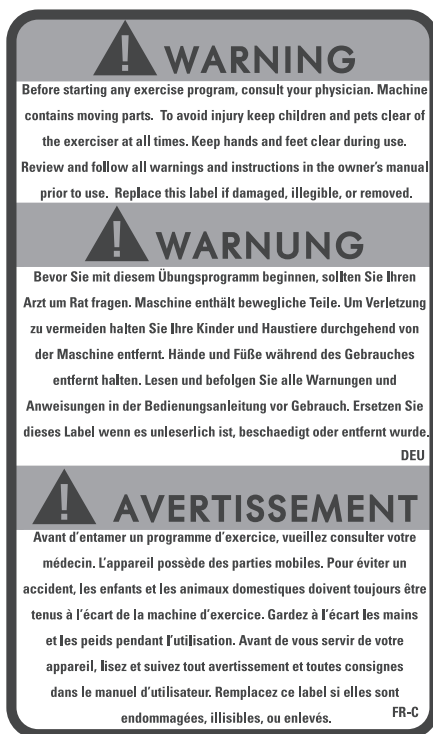 WARNING
Before starting any exercise program, consult your physician. Machine
contains moving parts. To avoid injury keep children and pets clear of
the exerciser at all times. Keep hands and feet clear during use.
Review and follow all warnings and instructions in the owner's manual
prior to use. Replace this label if damaged, illegible, or removed.
WARNUNG
Bevor Sie mit diesem Übungsprogramm beginnen, sollten Sie Ihren
Arzt um Rat fragen. Maschine enthält bewegliche Teile. Um Verletzung
zu vermeiden halten Sie Ihre Kinder und Haustiere durchgehend von
der Maschine entfernt. Hände und Füße während des Gebrauches
entfernt halten. Lesen und befolgen Sie alle Warnungen und
Anweisungen in der Bedienungsanleitung vor Gebrauch. Ersetzen Sie
dieses Label wenn es unleserlich ist, beschaedigt oder entfernt wurde.
DEU
AVERTISSEMENT
Avant d'entamer un programme d'exercice, vueillez consulter votre
médecin. L'appareil possède des parties mobiles. Pour éviter un
accident, les enfants et les animaux domestiques doivent toujours être
tenus à l'écart de la machine d'exercice. Gardez à l'écart les mains
et les peids pendant l'utilisation. Avant de vous servir de votre
appareil, lisez et suivez tout avertissement et toutes consignes
dans le manuel d'utilisateur. Remplacez ce label si elles sont
endommagées, illisibles, ou enlevés.
FR-C